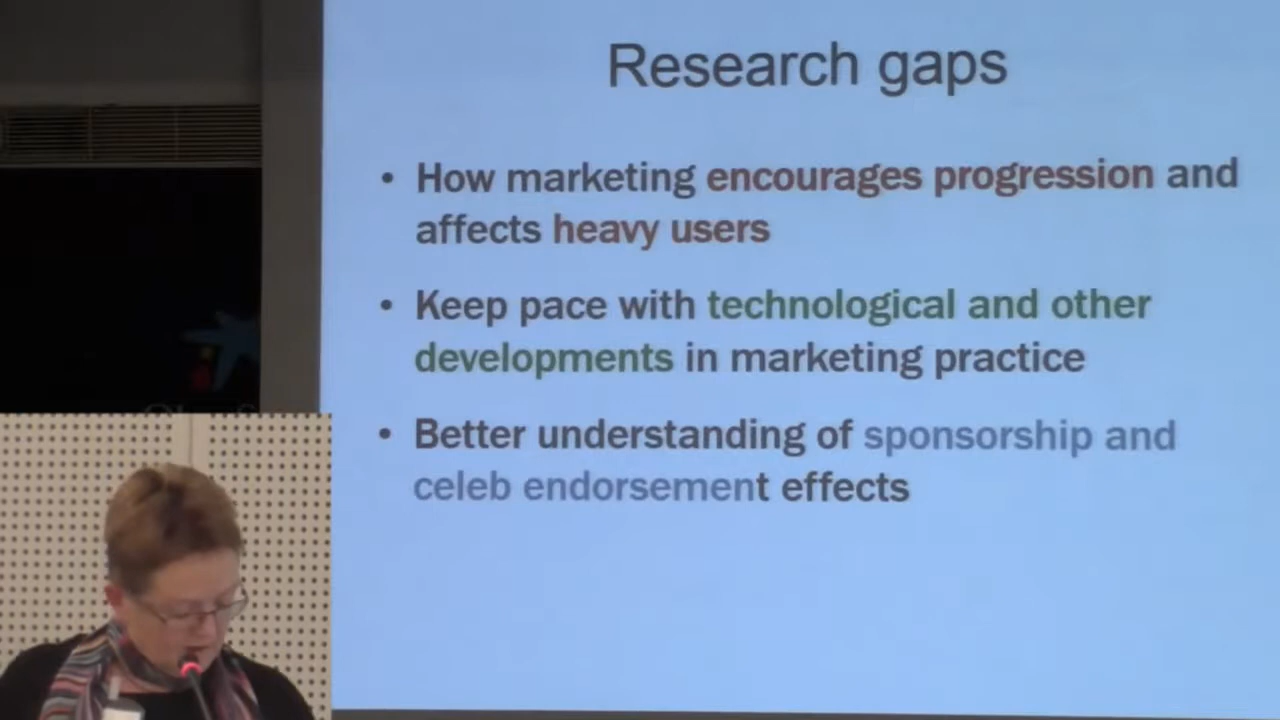 Research gaps
• How marketing encourages progression and
affects heavy users
• Keep pace with technological and other
developments in marketing practice
• Better understanding of sponsorship and
celeb endorsement effects